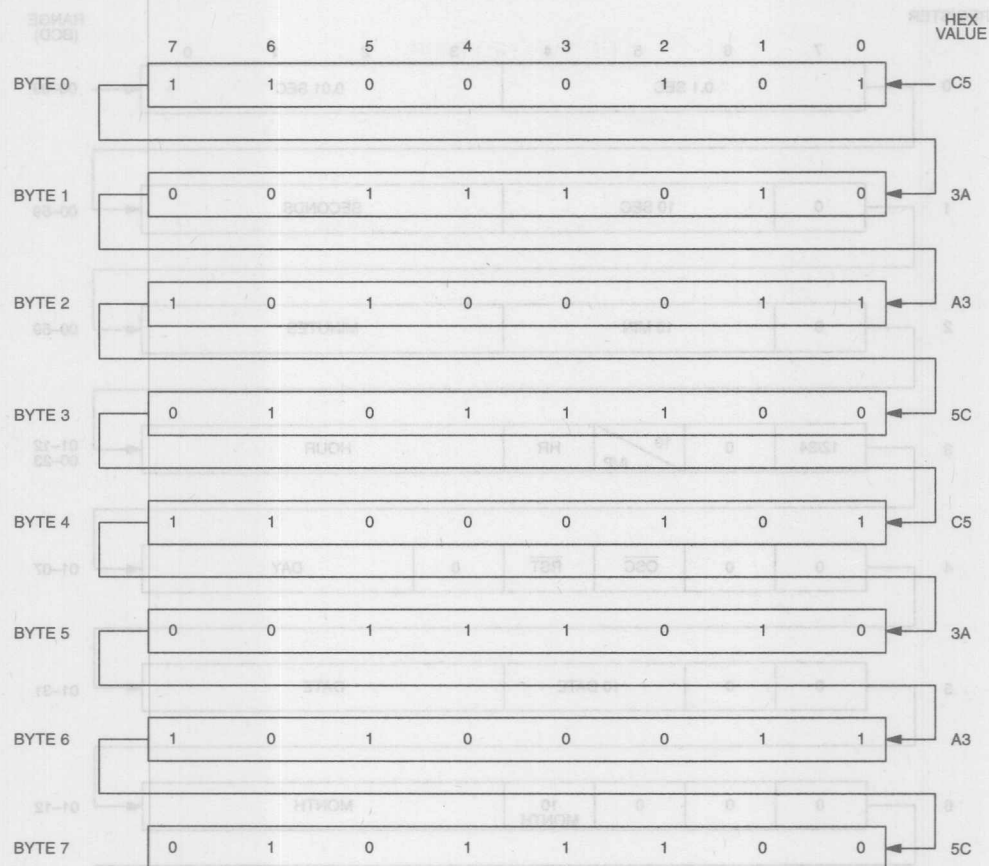 HEX
VALUE
7 6 5 4 3 2 1 0
BYTE 0 1 1 0 0 0 1 0 1 C5
BYTE 1 0 0 1 1 1 0 1 0 3A
BYTE 2 1 0 1 0 0 0 1 1 A3
BYTE 3 0 1 0 1 1 1 0 0 5C
BYTE 4 1 1 0 0 0 1 0 1 C5
BYTE 5 0 0 1 1 1 0 1 0 3A
BYTE 6 1 0 1 0 0 0 1 1 A3
BYTE 7 0 1 0 1 1 1 0 0 5C